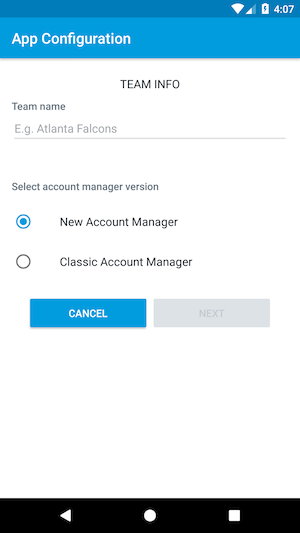 4:07
App Configuration
TEAM INFO
Team name
E.g. Atlanta Falcons
Select account manager version
New Account Manager
Classic Account Manager
CANCEL NEXT